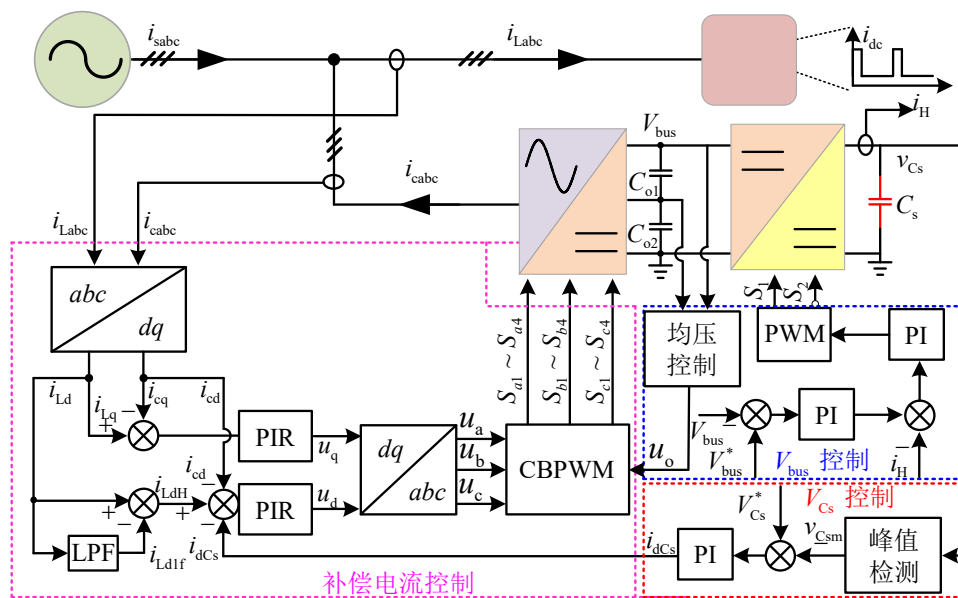 i_sabc
i_Labc
i_dc
i_H
V_bus
v_Cs
i_cabc
C_o1
C_s
C_o2
i_Labc
i_cabc
abc
dq
S_1
S_2
PWM
PI
均压
控制
S_a1 ~ S_a4
S_b1 ~ S_b4
S_c1 ~ S_c4
i_Ld
i_Lq
i_cq
i_cd
−
+
PIR
u_q
dq
abc
u_a
u_b
u_c
CBPWM
u_o
V_bus
−
V*_bus
PI
−
i_H
V_bus 控制
i_cd
−
i_LdH
+
−
+
−
PIR
u_d
LPF
i_Ld1f
i_dCs
i_dCs
PI
V*_Cs
V_Cs 控制
v_Csm
−
峰值
检测
补偿电流控制